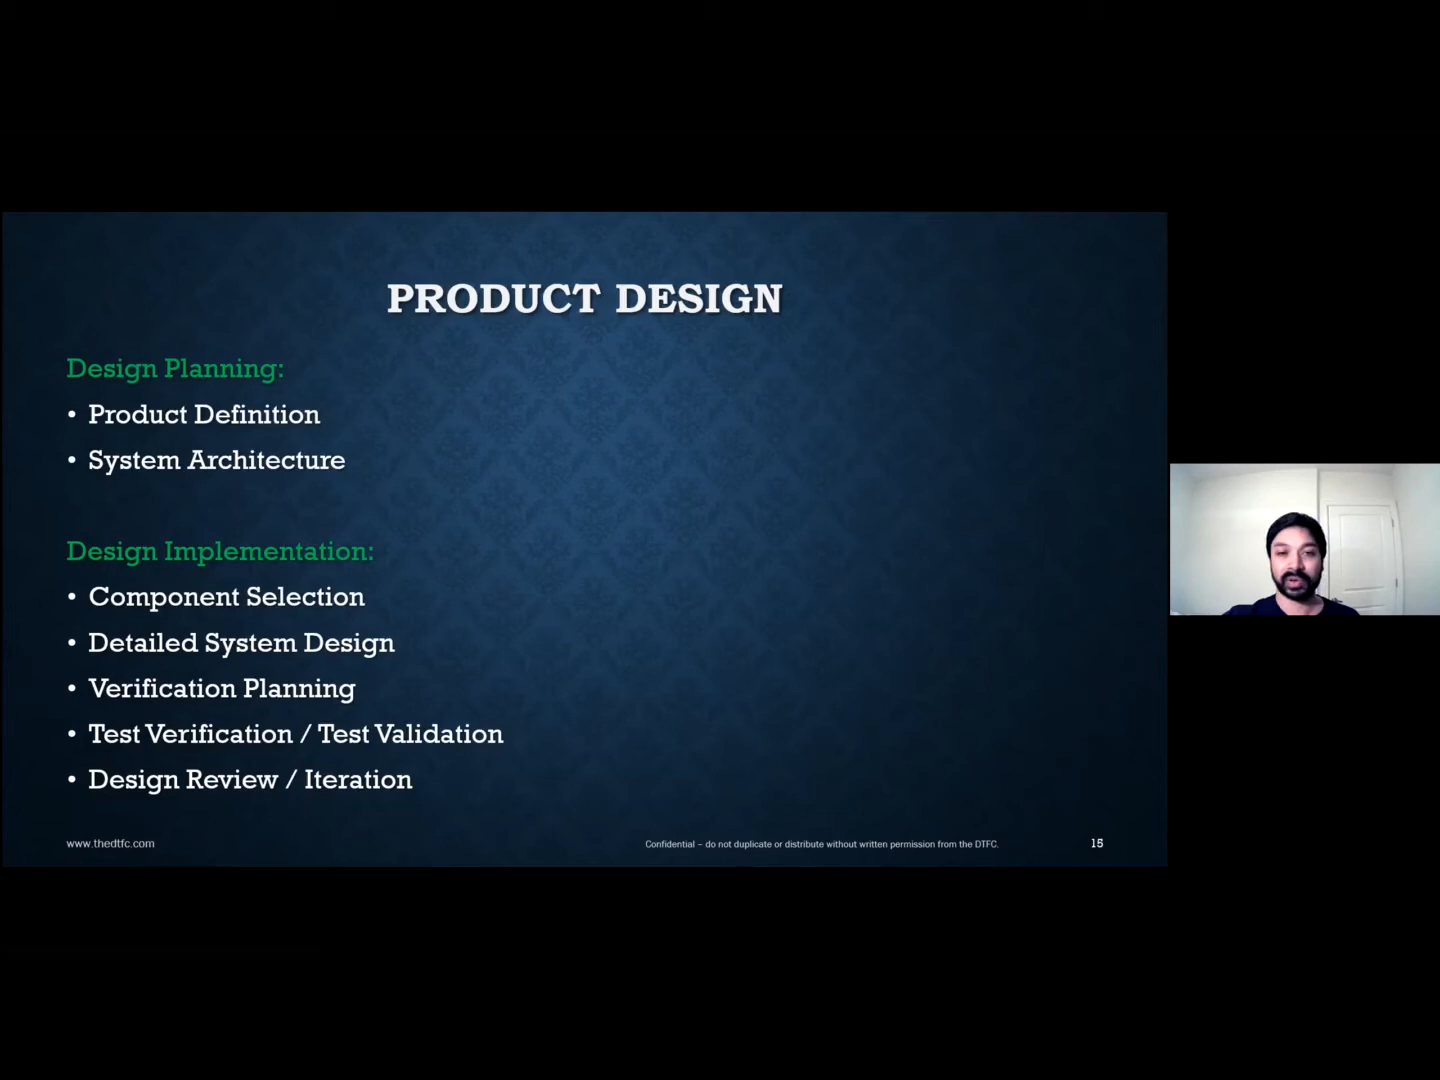 PRODUCT DESIGN
Design Planning:
• Product Definition
• System Architecture
Design Implementation:
• Component Selection
• Detailed System Design
• Verification Planning
• Test Verification / Test Validation
• Design Review / Iteration
www.thedtfc.com
Confidential – do not duplicate or distribute without written permission from the DTFC.
15